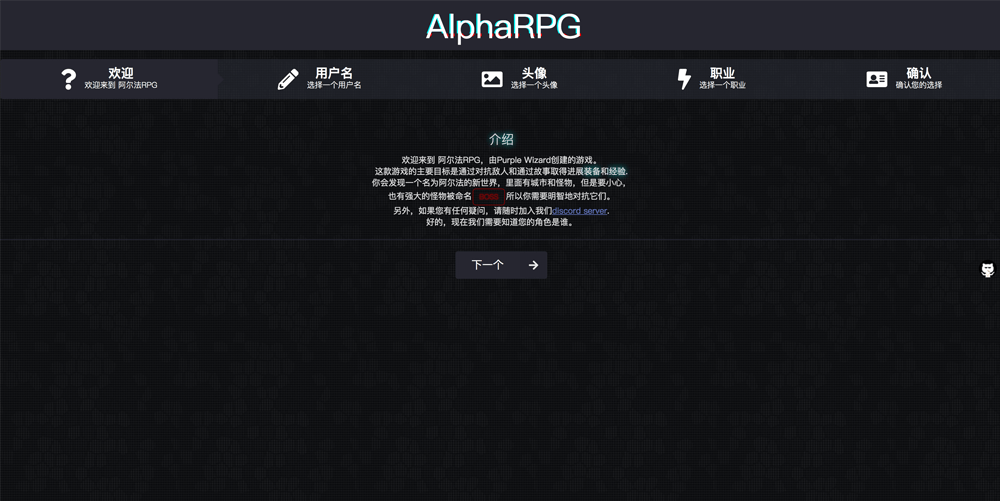 AlphaRPG
欢迎
欢迎来到 阿尔法RPG
用户名
选择一个用户名
头像
选择一个头像
职业
选择一个职业
确认
确认您的选择
介绍
欢迎来到 阿尔法RPG，由Purple Wizard创建的游戏。
这款游戏的主要目标是通过对抗敌人和通过故事取得进展装备和经验.
你会发现一个名为阿尔法的新世界，里面有城市和怪物，但是要小心，
也有强大的怪物被命名 所以你需要明智地对抗它们。
另外，如果您有任何疑问，请随时加入我们discord server.
好的，现在我们需要知道您的角色是谁。
下一个